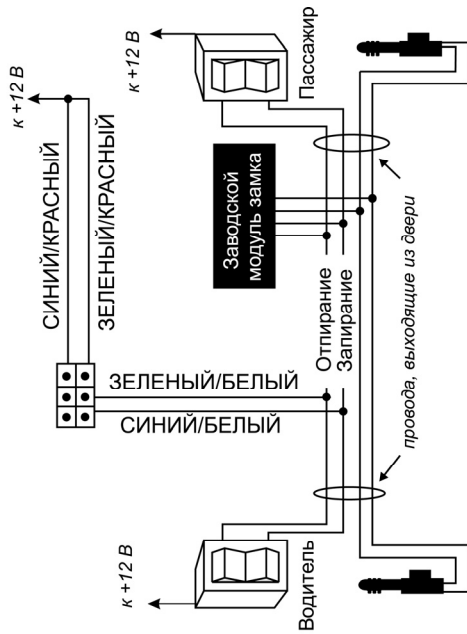 к +12 В
СИНИЙ/КРАСНЫЙ
ЗЕЛЕНЫЙ/КРАСНЫЙ
ЗЕЛЕНЫЙ/БЕЛЫЙ
СИНИЙ/БЕЛЫЙ
к +12 В
Водитель
к +12 В
Пассажир
Заводской
модуль замка
Отпирание
Запирание
провода, выходящие из двери